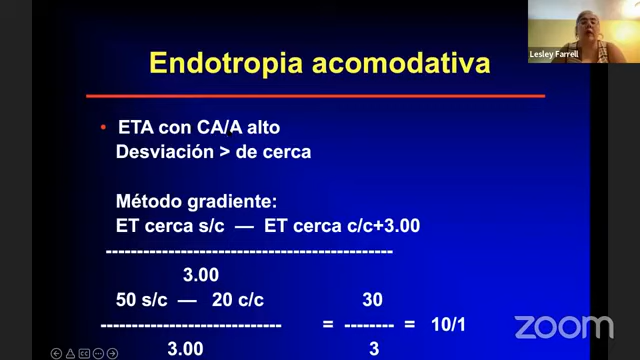 Lesley Farrell
Endotropia acomodativa
• ETA con CA/A alto
Desviación > de cerca
Método gradiente:
ET cerca s/c — ET cerca c/c+3.00
-------------------------------------------------
3.00
50 s/c — 20 c/c 30
------------------------------- = -------- = 10/1
3.00 3
zoom